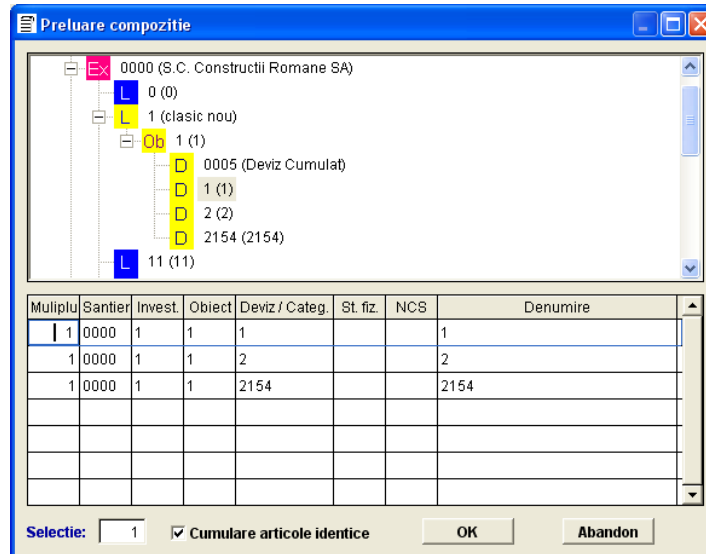 Preluare compozitie
Ex 0000 (S.C. Constructii Romane SA)
L 0 (0)
L 1 (clasic nou)
Ob 1 (1)
D 0005 (Deviz Cumulat)
D 1 (1)
D 2 (2)
D 2154 (2154)
L 11 (11)
Muliplu Santier Invest. Obiect Deviz / Categ. St. fiz. NCS Denumire
1 0000 1 1 1 1
1 0000 1 1 2 2
1 0000 1 1 2154 2154
Selectie: 1 Cumulare articole identice OK Abandon